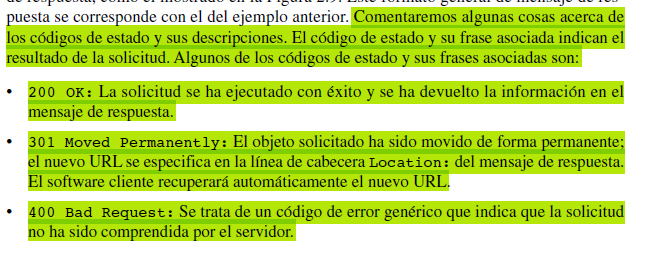 puesta se corresponde con el del ejemplo anterior. Comentaremos algunas cosas acerca de
los códigos de estado y sus descripciones. El código de estado y su frase asociada indican el
resultado de la solicitud. Algunos de los códigos de estado y sus frases asociadas son:
• 200 OK: La solicitud se ha ejecutado con éxito y se ha devuelto la información en el
mensaje de respuesta.
• 301 Moved Permanently: El objeto solicitado ha sido movido de forma permanente;
el nuevo URL se especifica en la línea de cabecera Location: del mensaje de respuesta.
El software cliente recuperará automáticamente el nuevo URL.
• 400 Bad Request: Se trata de un código de error genérico que indica que la solicitud
no ha sido comprendida por el servidor.